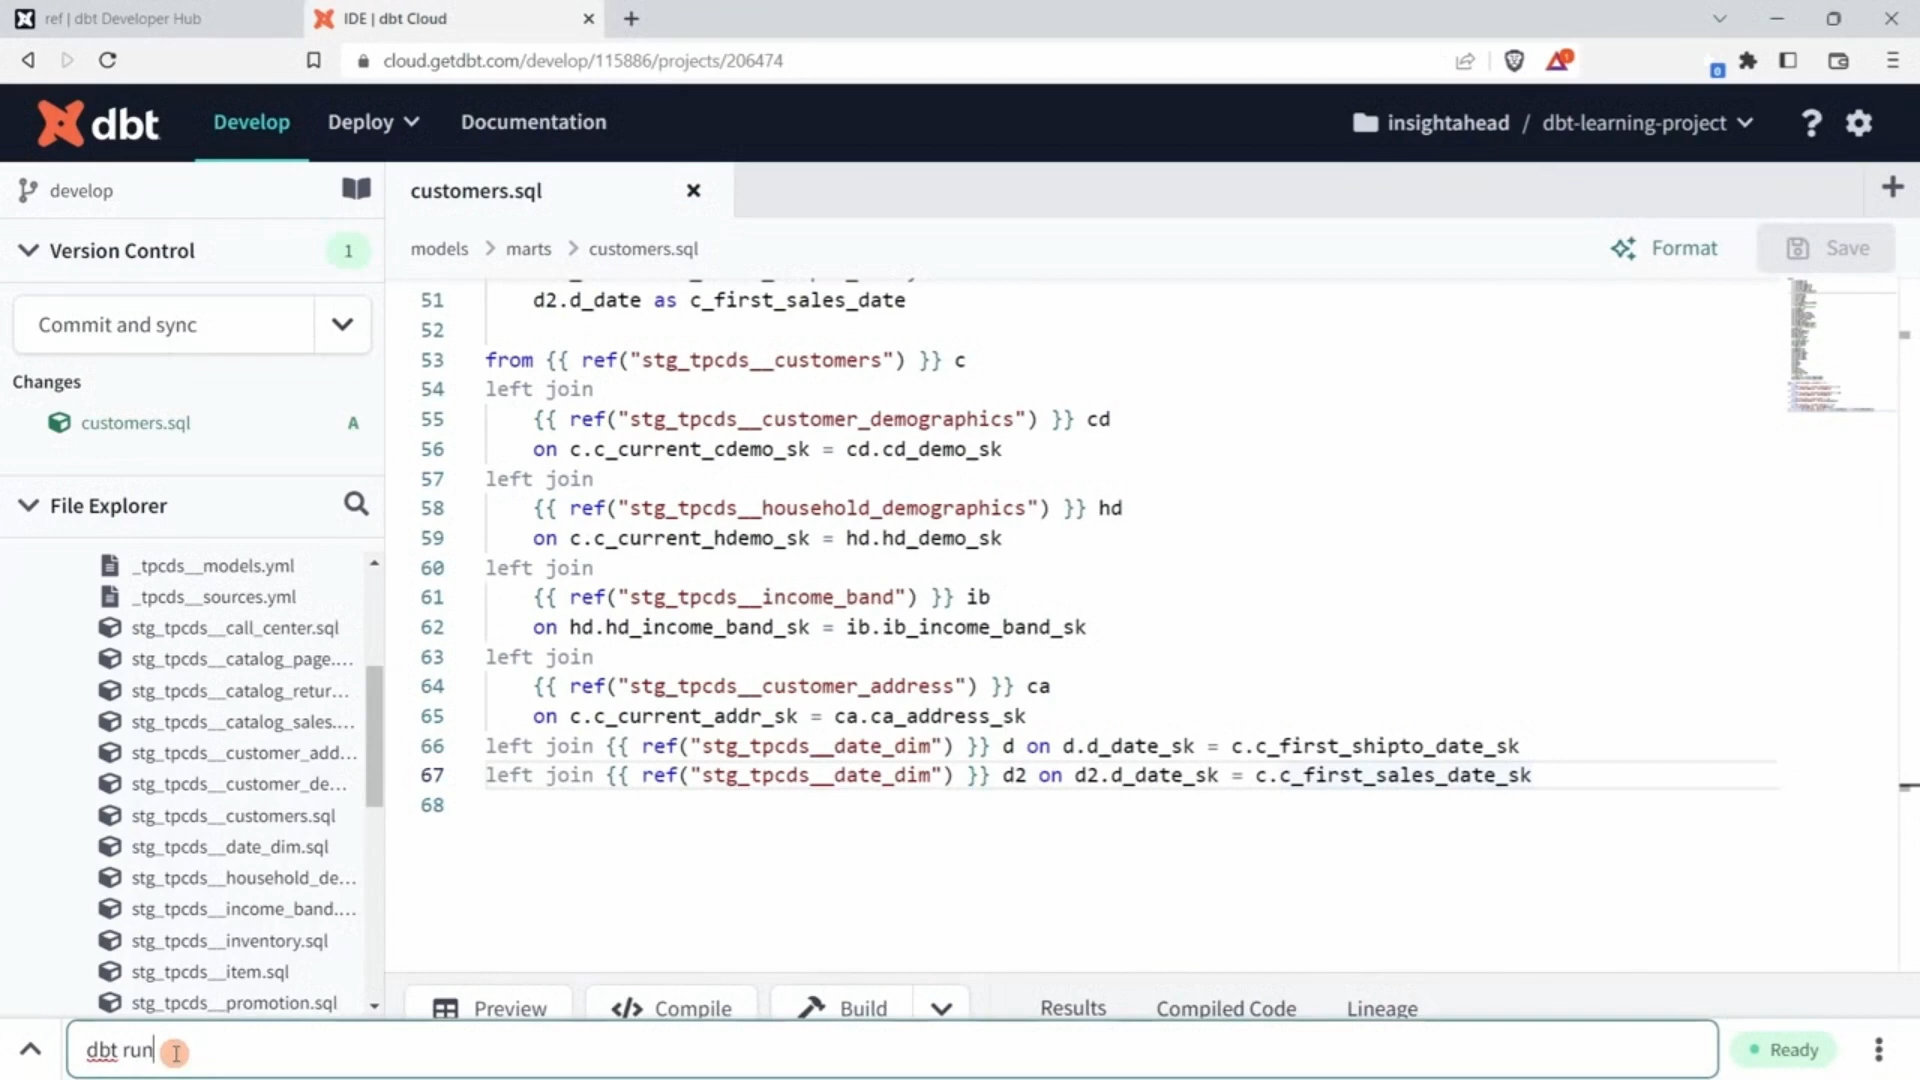 ref | dbt Developer Hub
IDE | dbt Cloud
cloud.getdbt.com/develop/115886/projects/206474
0
1
dbt
Develop
Deploy
Documentation
insightahead / dbt-learning-project
?
develop
Version Control
1
Commit and sync
Changes
customers.sql
A
File Explorer
_tpcds__models.yml
_tpcds__sources.yml
stg_tpcds__call_center.sql
stg_tpcds__catalog_page....
stg_tpcds__catalog_retur...
stg_tpcds__catalog_sales....
stg_tpcds__customer_add...
stg_tpcds__customer_de...
stg_tpcds__customers.sql
stg_tpcds__date_dim.sql
stg_tpcds__household_de...
stg_tpcds__income_band....
stg_tpcds__inventory.sql
stg_tpcds__item.sql
stg_tpcds__promotion.sql
customers.sql
models > marts > customers.sql
Format
Save
51 d2.d_date as c_first_sales_date
52
53 from {{ ref("stg_tpcds__customers") }} c
54 left join
55 {{ ref("stg_tpcds__customer_demographics") }} cd
56 on c.c_current_cdemo_sk = cd.cd_demo_sk
57 left join
58 {{ ref("stg_tpcds__household_demographics") }} hd
59 on c.c_current_hdemo_sk = hd.hd_demo_sk
60 left join
61 {{ ref("stg_tpcds__income_band") }} ib
62 on hd.hd_income_band_sk = ib.ib_income_band_sk
63 left join
64 {{ ref("stg_tpcds__customer_address") }} ca
65 on c.c_current_addr_sk = ca.ca_address_sk
66 left join {{ ref("stg_tpcds__date_dim") }} d on d.d_date_sk = c.c_first_shipto_date_sk
67 left join {{ ref("stg_tpcds__date_dim") }} d2 on d2.d_date_sk = c.c_first_sales_date_sk
68
Preview
Compile
Build
Results
Compiled Code
Lineage
dbt run
Ready